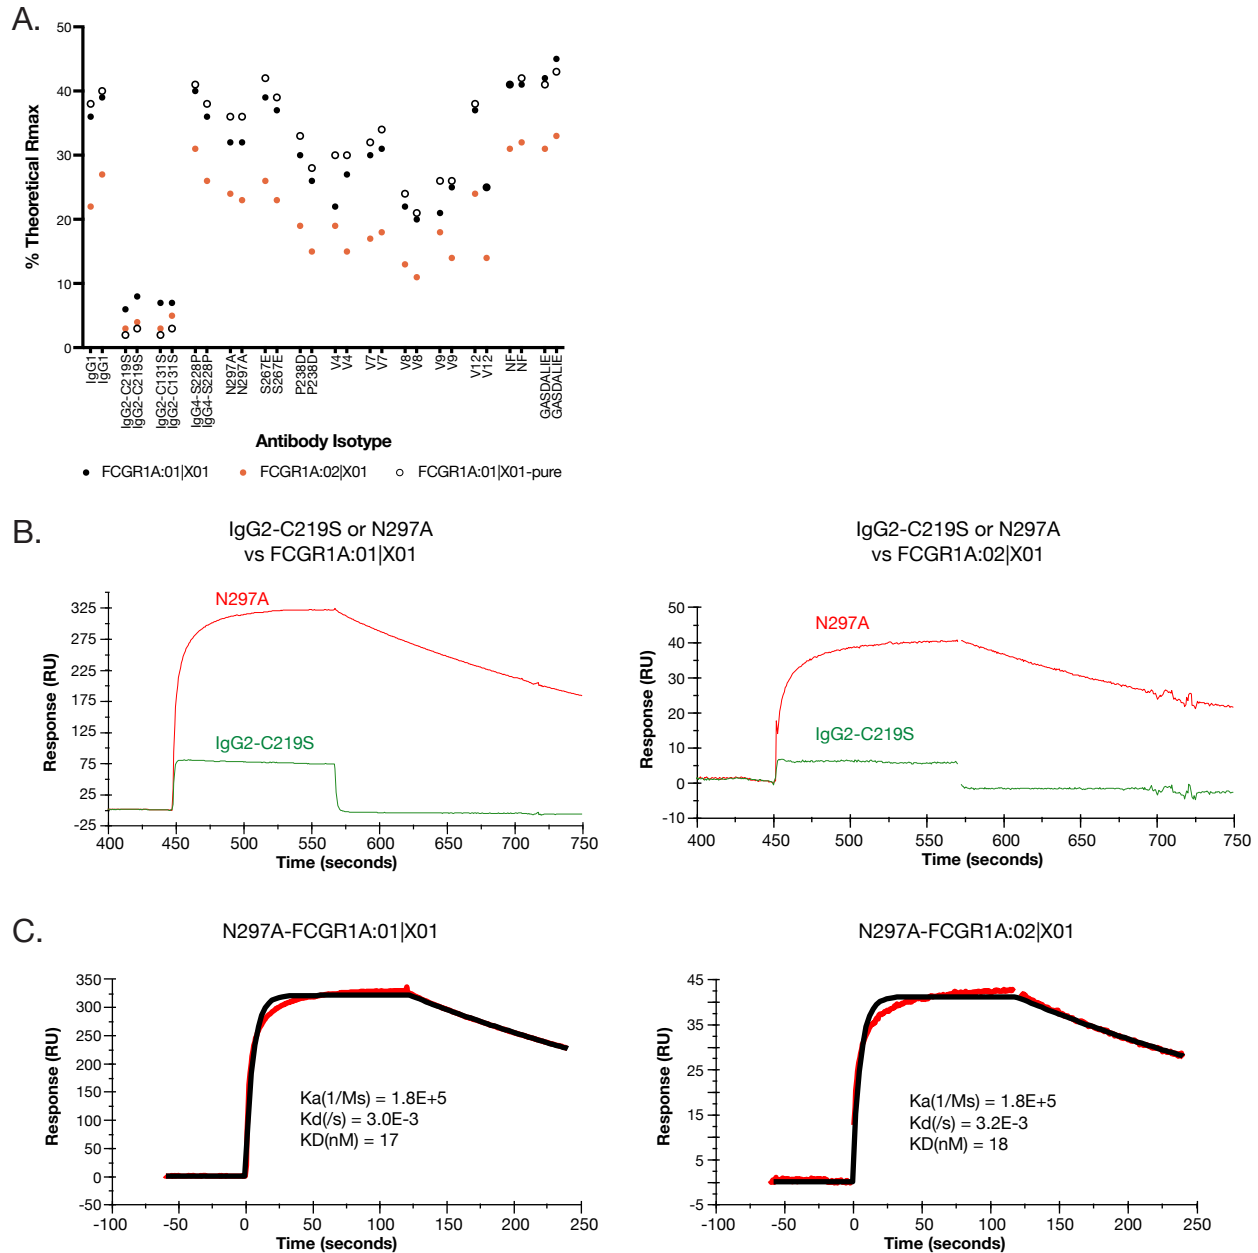 A.
50
40
30
20
10
0
% Theoretical Rmax
IgG1
IgG1
IgG2-C219S
IgG2-C219S
IgG2-C131S
IgG2-C131S
IgG4-S228P
IgG4-S228P
N297A
N297A
S267E
S267E
P238D
P238D
V4
V4
V7
V7
V8
V8
V9
V9
V12
V12
NF
NF
GASDALIE
GASDALIE
Antibody Isotype
FCGR1A:01|X01 FCGR1A:02|X01 FCGR1A:01|X01-pure
B.
IgG2-C219S or N297A
vs FCGR1A:01|X01
325
275
225
175
125
75
25
-25
Response (RU)
N297A
IgG2-C219S
400 450 500 550 600 650 700 750
Time (seconds)
IgG2-C219S or N297A
vs FCGR1A:02|X01
50
40
30
20
10
0
-10
Response (RU)
N297A
IgG2-C219S
400 450 500 550 600 650 700 750
Time (seconds)
C.
N297A-FCGR1A:01|X01
350
300
250
200
150
100
50
0
-50
Response (RU)
Ka(1/Ms) = 1.8E+5
Kd(/s) = 3.0E-3
KD(nM) = 17
-100 -50 0 50 100 150 200 250
Time (seconds)
N297A-FCGR1A:02|X01
45
35
25
15
5
-5
Response (RU)
Ka(1/Ms) = 1.8E+5
Kd(/s) = 3.2E-3
KD(nM) = 18
-100 -50 0 50 100 150 200 250
Time (seconds)